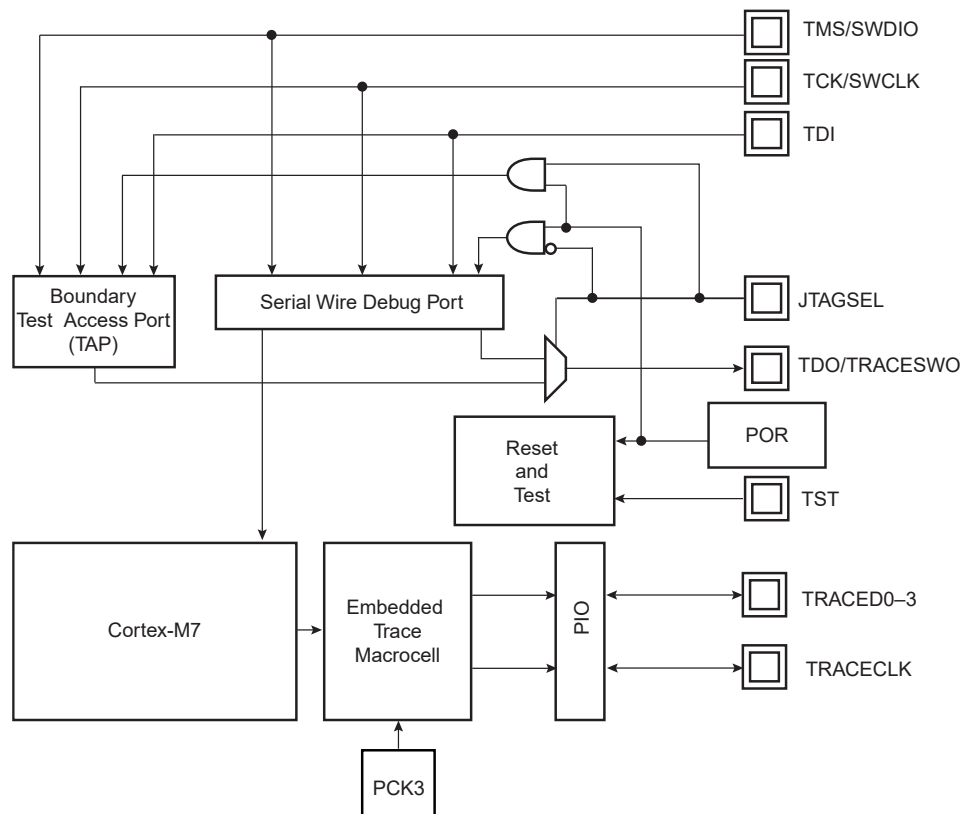 TMS/SWDIO
TCK/SWCLK
TDI
Boundary
Test Access Port
(TAP)
Serial Wire Debug Port
JTAGSEL
TDO/TRACESWO
POR
Reset
and
Test
TST
Cortex-M7
Embedded
Trace
Macrocell
PIO
TRACED0–3
TRACECLK
PCK3